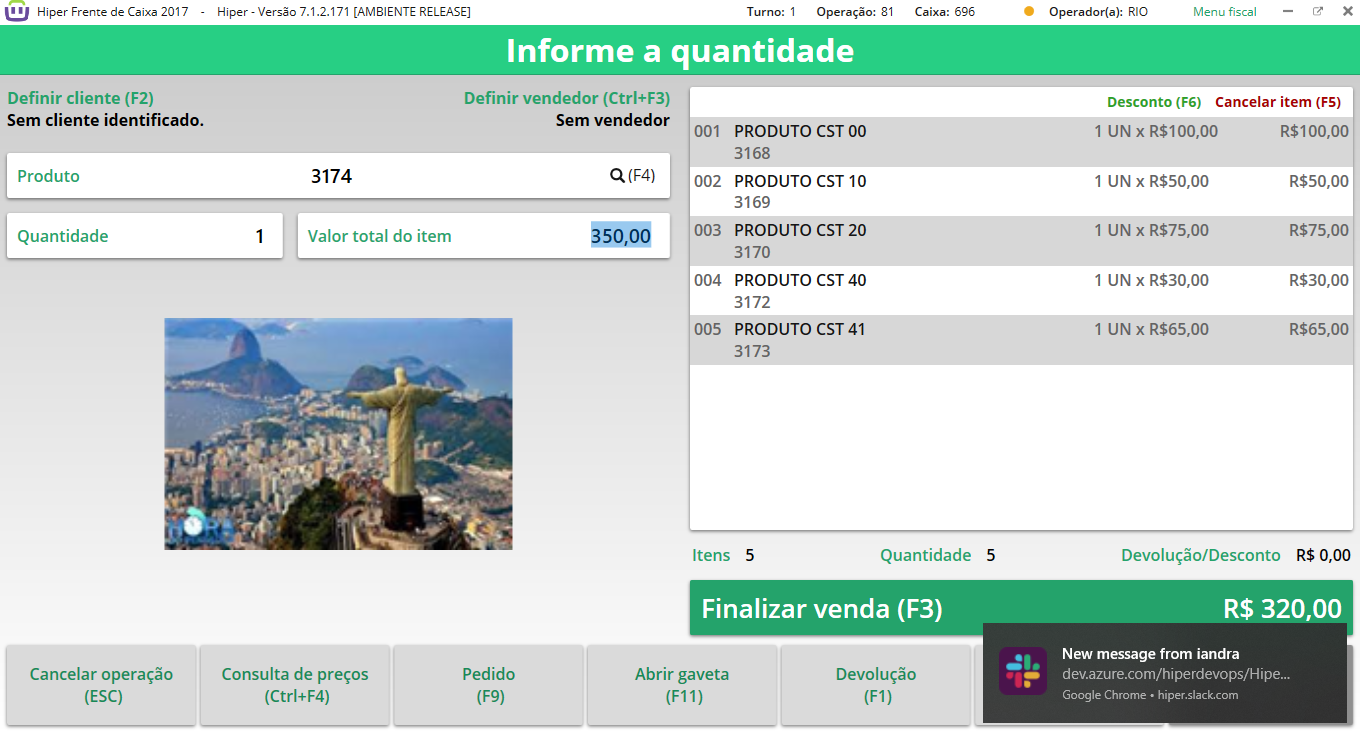 Hiper Frente de Caixa 2017 - Hiper - Versão 7.1.2.171 [AMBIENTE RELEASE] Turno: 1 Operação: 81 Caixa: 696 Operador(a): RIO Menu fiscal
Informe a quantidade
Definir cliente (F2) Definir vendedor (Ctrl+F3)
Sem cliente identificado. Sem vendedor
Produto 3174 (F4)
Quantidade 1 Valor total do item 350,00
HORA
Desconto (F6) Cancelar item (F5)
001 PRODUTO CST 00 1 UN x R$100,00 R$100,00
3168
002 PRODUTO CST 10 1 UN x R$50,00 R$50,00
3169
003 PRODUTO CST 20 1 UN x R$75,00 R$75,00
3170
004 PRODUTO CST 40 1 UN x R$30,00 R$30,00
3172
005 PRODUTO CST 41 1 UN x R$65,00 R$65,00
3173
Itens 5 Quantidade 5 Devolução/Desconto R$ 0,00
Finalizar venda (F3) R$ 320,00
Cancelar operação
(ESC)
Consulta de preços
(Ctrl+F4)
Pedido
(F9)
Abrir gaveta
(F11)
Devolução
(F1)
New message from iandra
dev.azure.com/hiperdevops/Hipe...
Google Chrome • hiper.slack.com